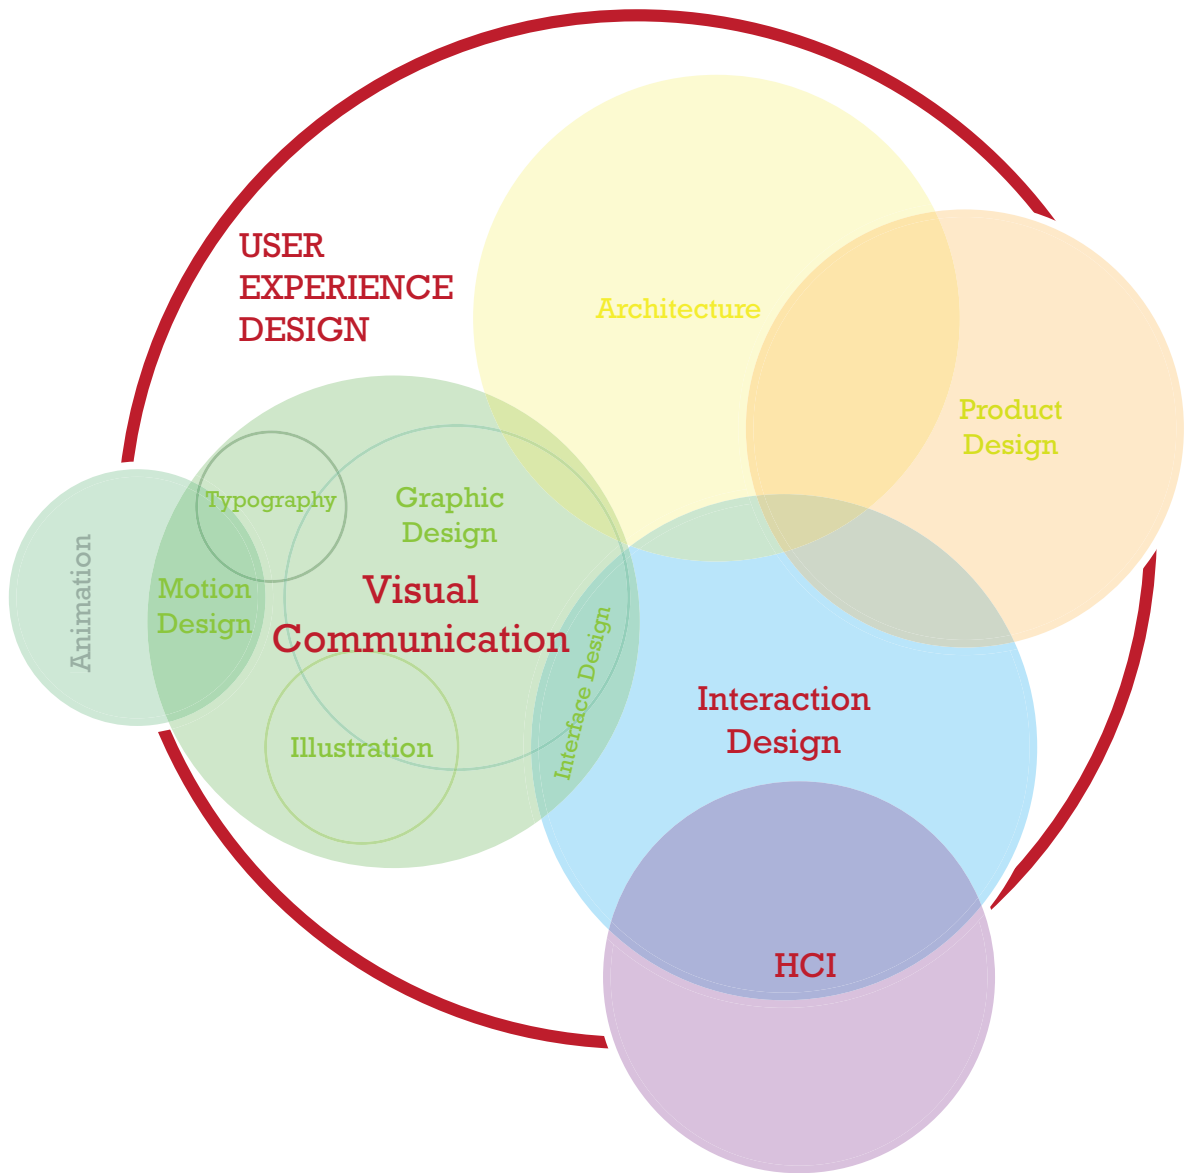 USER
EXPERIENCE
DESIGN
Architecture
Product
Design
Typography
Graphic
Design
Animation
Motion
Design
Visual
Communication
Interface Design
Illustration
Interaction
Design
HCI